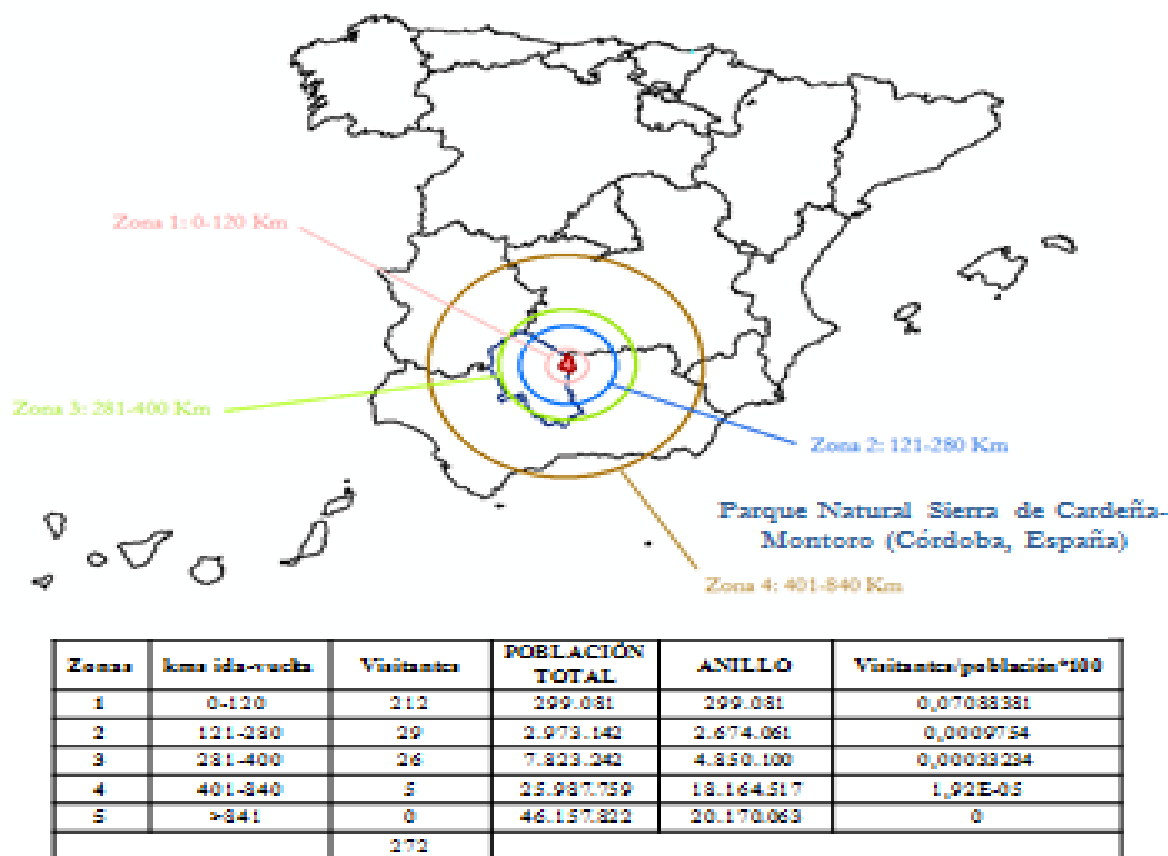 Zona 1: 0-120 Km
Zona 3: 281-400 Km
Zona 2: 121-280 Km
Parque Natural Sierra de Cardeña-
Montoro (Córdoba, España)
Zona 4: 401-840 Km
Zonas kms ida-vuelta Visitantes POBLACIÓN TOTAL ANILLO Visitantes/población*100
1 0-120 212 299.081 299.081 0,07088381
2 121-280 29 2.973.142 2.674.061 0,0009754
3 281-400 26 7.823.242 4.850.100 0,00033234
4 401-840 5 25.987.759 18.164.517 1,92E-05
5 >841 0 46.157.822 20.170.063 0
272